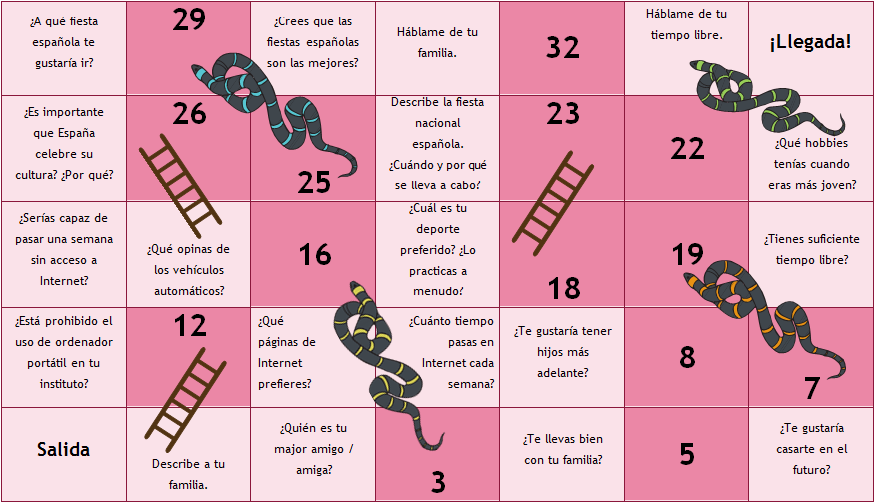 ¿A qué fiesta
española te
gustaría ir?
29
¿Crees que las
fiestas españolas
son las mejores?
Háblame de tu
familia.
32
Háblame de tu
tiempo libre.
¡Llegada!
¿Es importante
que España
celebre su
cultura? ¿Por qué?
26
25
Describe la fiesta
nacional
española.
¿Cuándo y por qué
se lleva a cabo?
23
22
¿Qué hobbies
tenías cuando
eras más joven?
¿Serías capaz de
pasar una semana
sin acceso a
Internet?
¿Qué opinas de
los vehículos
automáticos?
16
¿Cuál es tu
deporte
preferido? ¿Lo
practicas a
menudo?
18
19
¿Tienes suficiente
tiempo libre?
¿Está prohibido el
uso de ordenador
portátil en tu
instituto?
12
¿Qué
páginas de
Internet
prefieres?
¿Cuánto tiempo
pasas en
Internet cada
semana?
¿Te gustaría tener
hijos más
adelante?
8
7
Salida
Describe a tu
familia.
¿Quién es tu
major amigo /
amiga?
3
¿Te llevas bien
con tu familia?
5
¿Te gustaría
casarte en el
futuro?